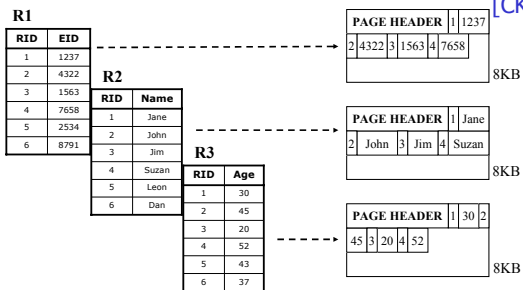 [CK
R1
RID EID
1 1237
2 4322
3 1563
4 7658
5 2534
6 8791
R2
RID Name
1 Jane
2 John
3 Jim
4 Suzan
5 Leon
6 Dan
R3
RID Age
1 30
2 45
3 20
4 52
5 43
6 37
PAGE HEADER 1 1237
2 4322 3 1563 4 7658
8KB
PAGE HEADER 1 Jane
2 John 3 Jim 4 Suzan
8KB
PAGE HEADER 1 30 2
45 3 20 4 52
8KB